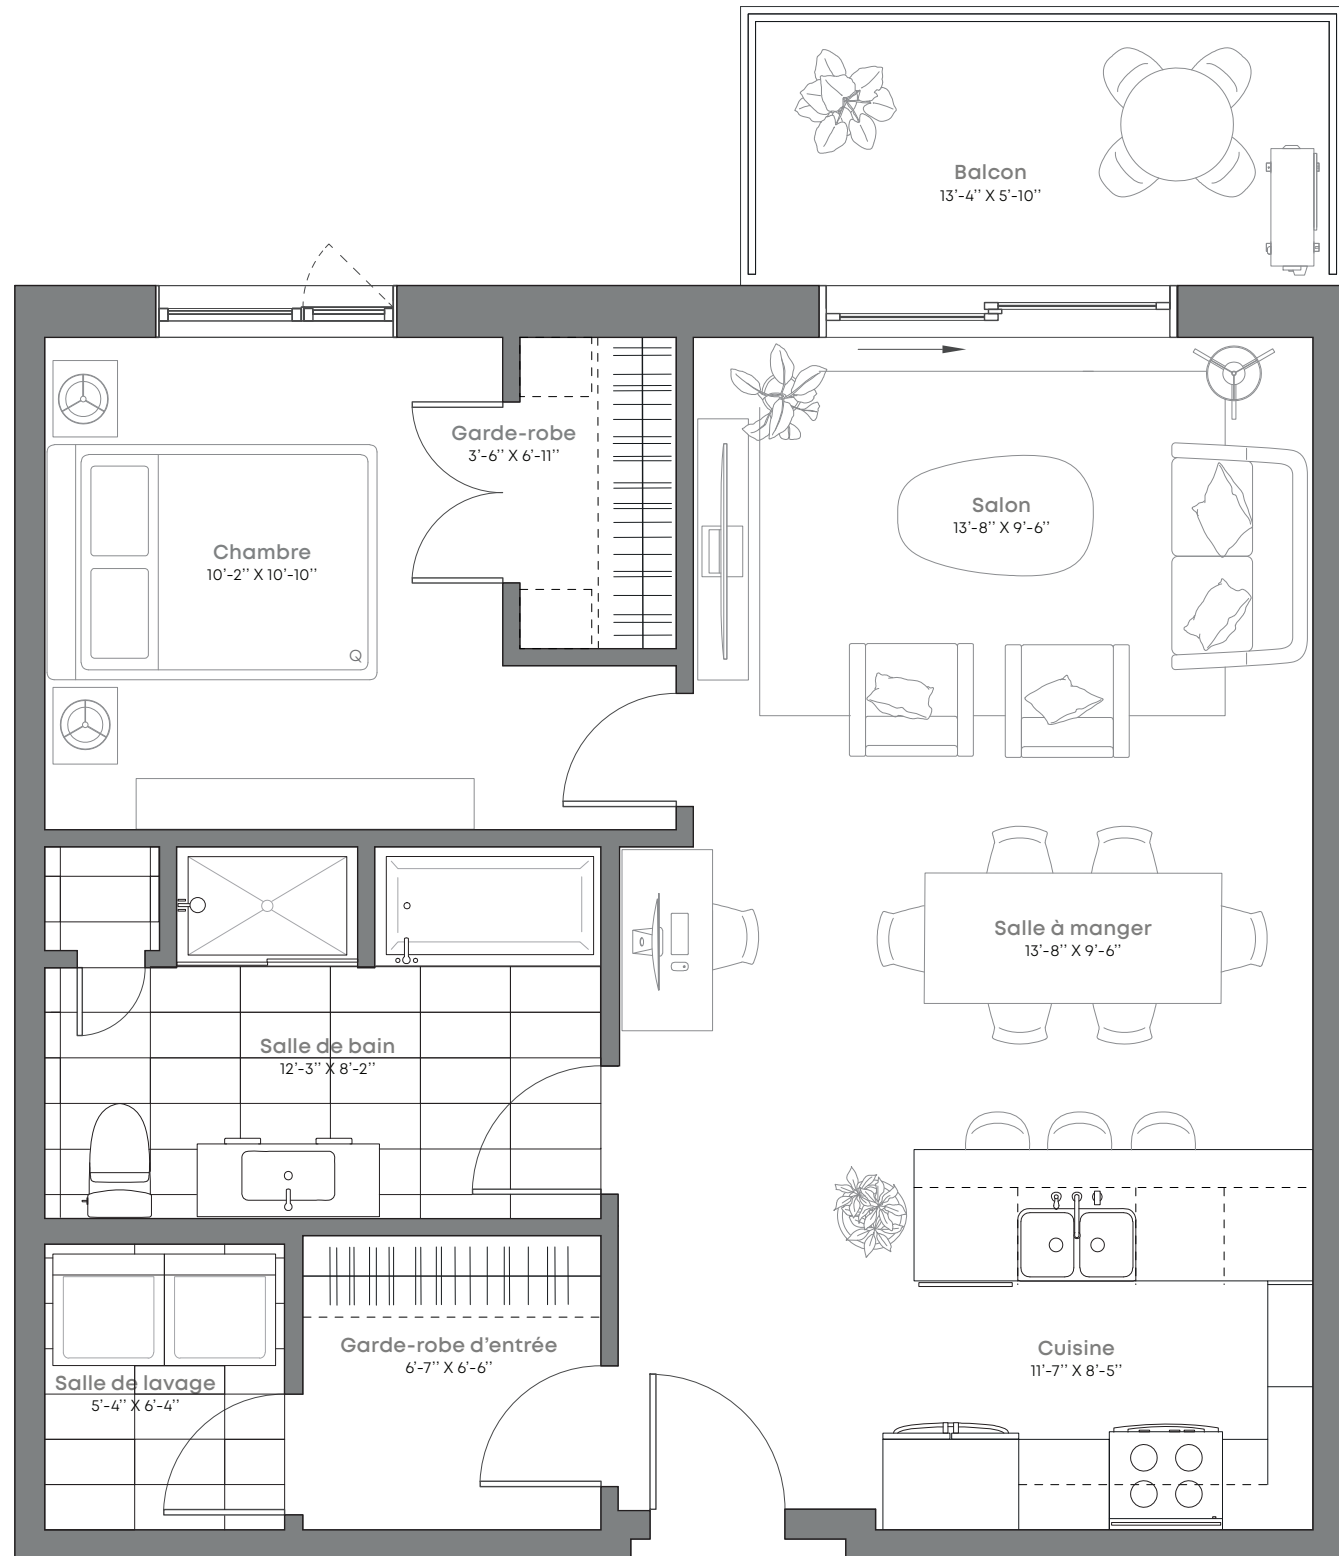 Balcon
13'-4'' X 5'-10''
Garde-robe
3'-6'' X 6'-11''
Salon
13'-8'' X 9'-6''
Chambre
10'-2'' X 10'-10''
Q
Salle à manger
13'-8'' X 9'-6''
Salle de bain
12'-3'' X 8'-2''
Garde-robe d'entrée
6'-7'' X 6'-6''
Cuisine
11'-7'' X 8'-5''
Salle de lavage
5'-4'' X 6'-4''